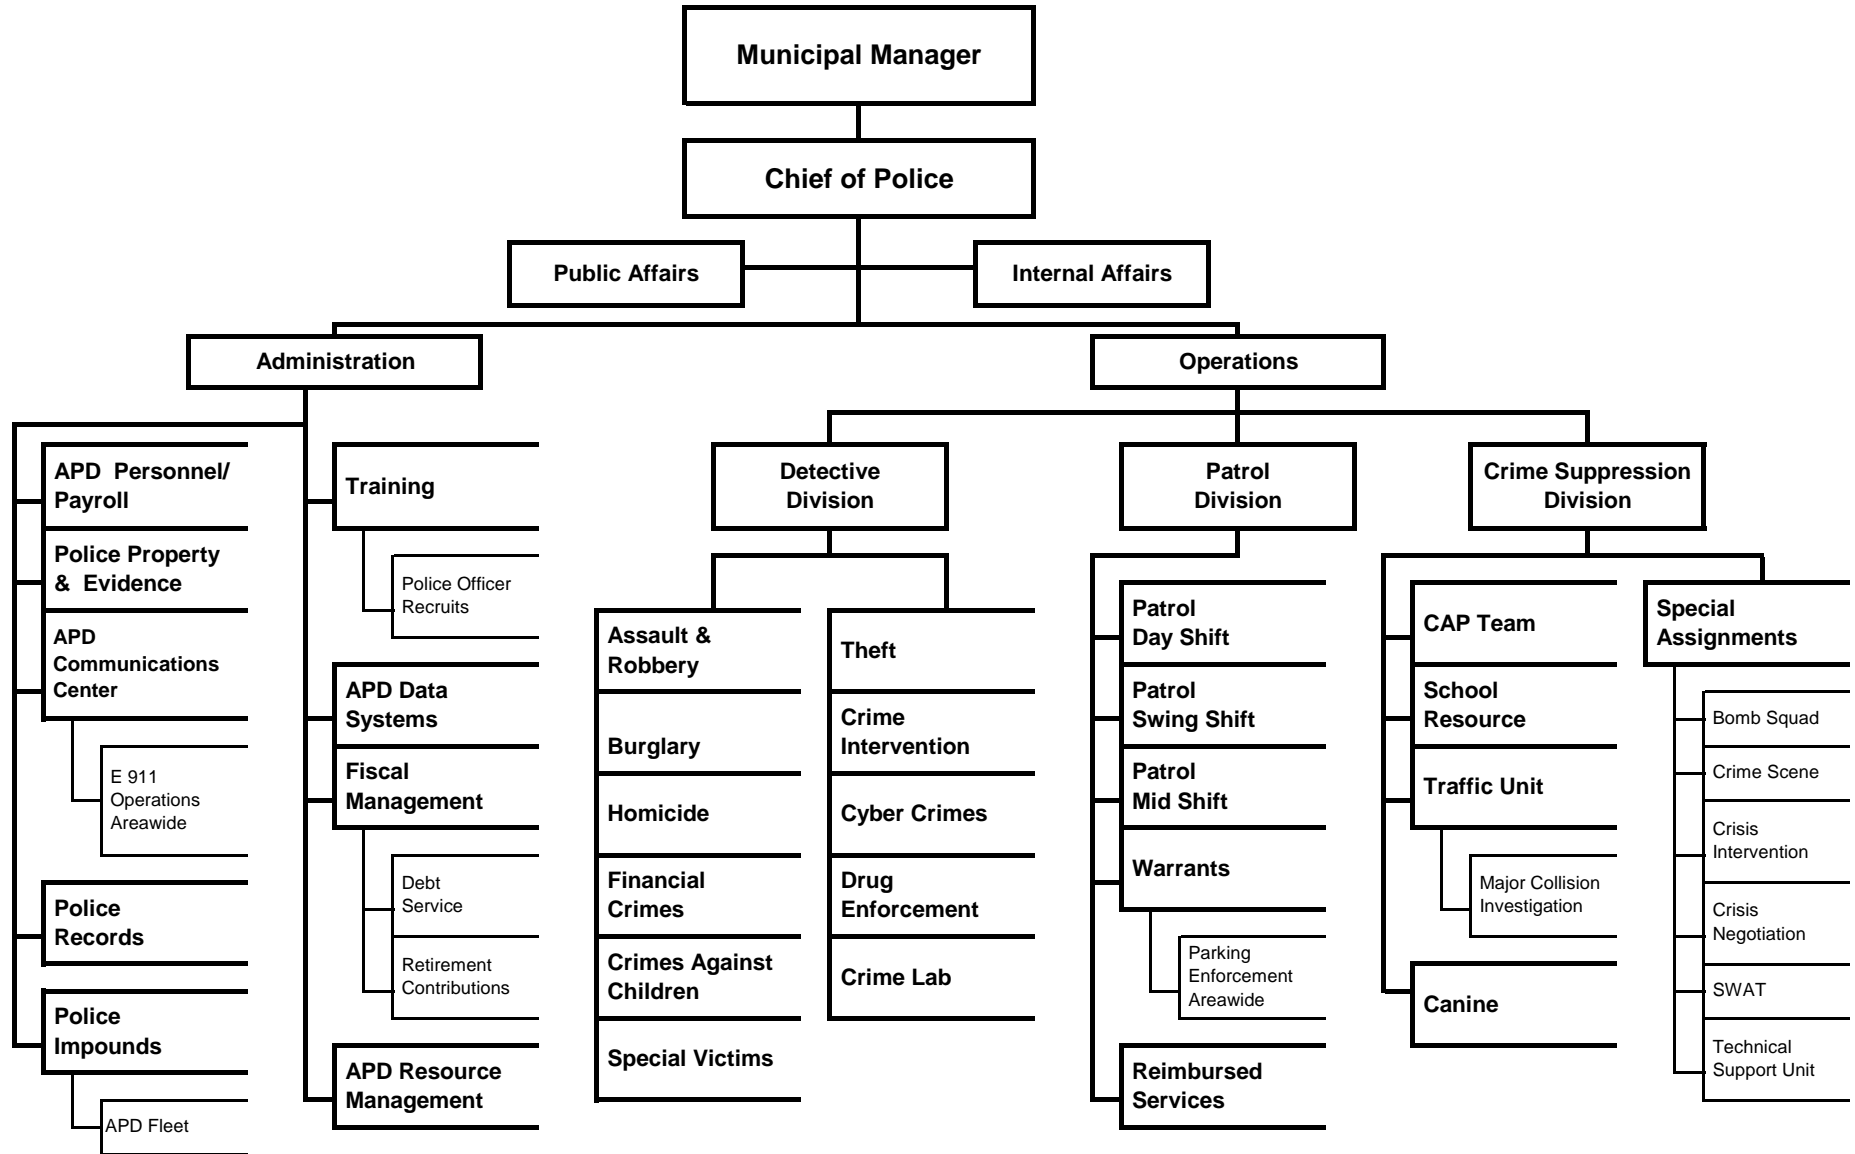 Municipal Manager
Chief of Police
Public Affairs
Internal Affairs
Administration
Operations
APD  Personnel/
Payroll
Police Property
&  Evidence
APD
Communications
Center
E 911
Operations
Areawide
Police
Records
Police
Impounds
APD Fleet
Training
Police Officer
Recruits
APD Data
Systems
Fiscal
Management
Debt
Service
Retirement
Contributions
APD Resource
Management
Detective
Division
Assault &
Robbery
Burglary
Homicide
Financial
Crimes
Crimes Against
Children
Special Victims
Theft
Crime
Intervention
Cyber Crimes
Drug
Enforcement
Crime Lab
Patrol
Division
Patrol
Day Shift
Patrol
Swing Shift
Patrol
Mid Shift
Warrants
Parking
Enforcement
Areawide
Reimbursed
Services
Crime Suppression
Division
CAP Team
School
Resource
Traffic Unit
Major Collision
Investigation
Canine
Special
Assignments
Bomb Squad
Crime Scene
Crisis
Intervention
Crisis
Negotiation
SWAT
Technical
Support Unit